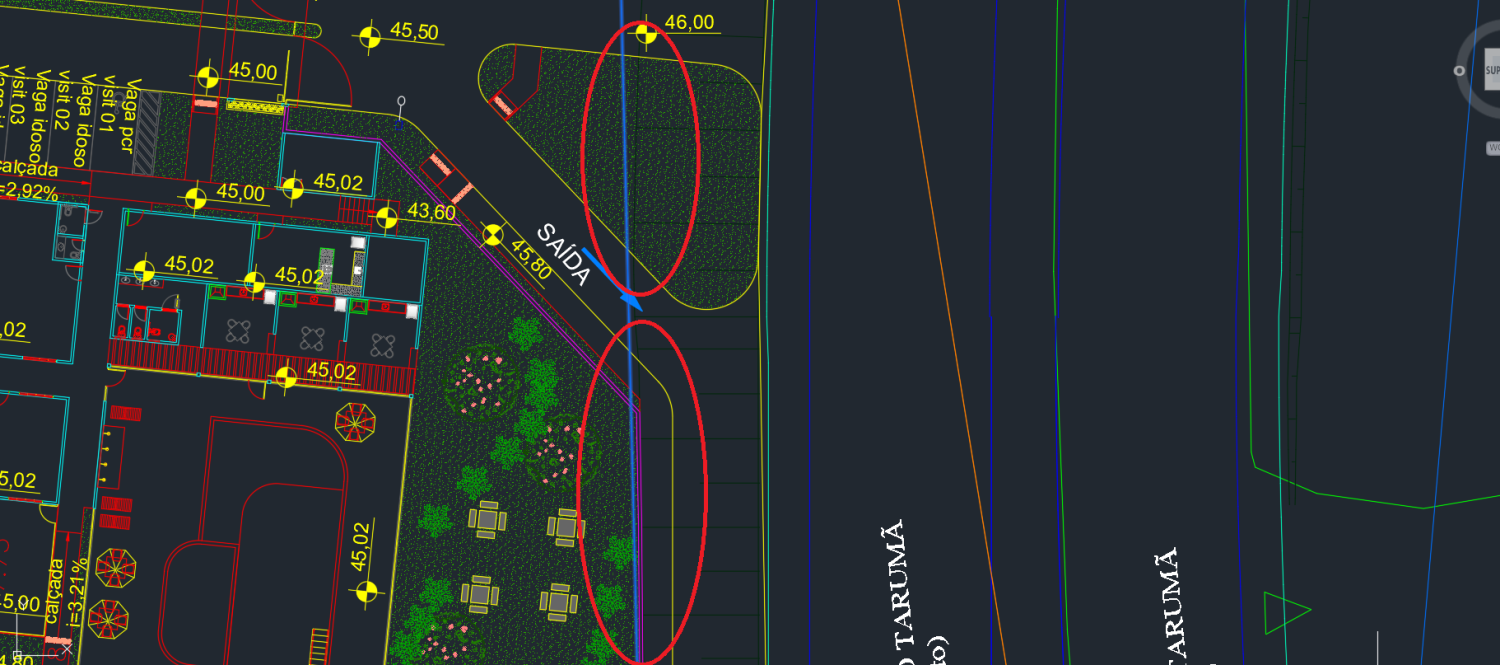 46,00
45,50
45,00
Vaga pcr
visit 01
Vaga idoso
visit 02
Vaga idoso
visit 03
calçada
i=2,92%
45,00
45,02
43,60
45,80
SAÍDA
45,02
45,02
45,02
45,02
calçada
i=3,21%
TARUMÃ
TARUMÃ